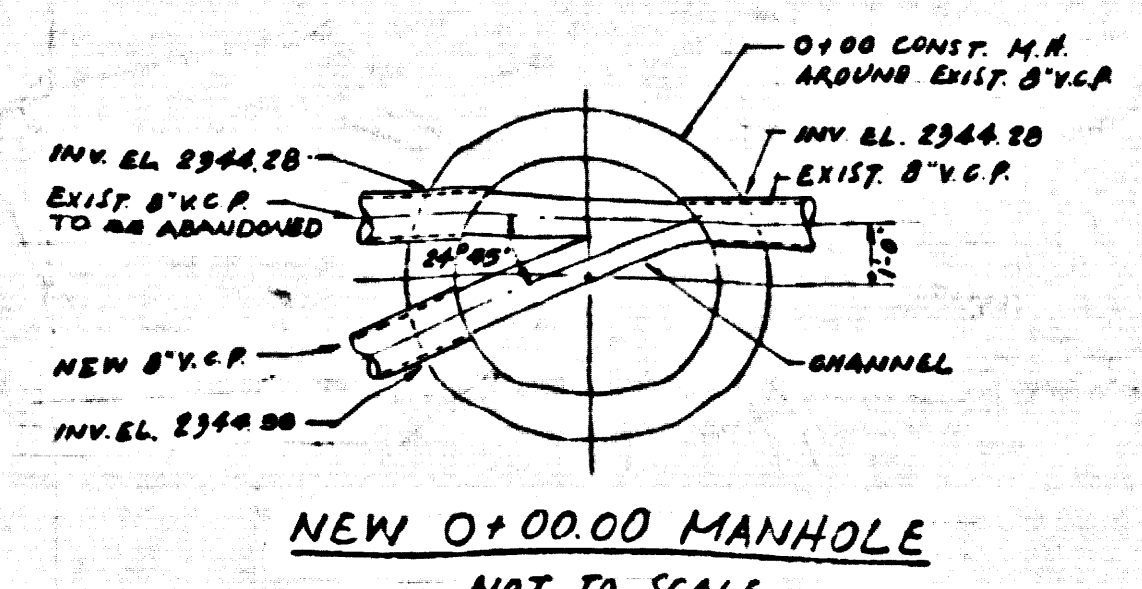 0+00 CONST. M.H.
AROUND EXIST. 8"V.C.P.
INV. EL 2944.28
INV. EL. 2944.28
EXIST. 8"V.C.P.
EXIST. 8"V.C.P.
TO BE ABANDONED
24°45'
1'-0"
NEW 8"V.C.P.
CHANNEL
INV. EL.
NEW 0+00.00 MANHOLE
NOT TO SCALE